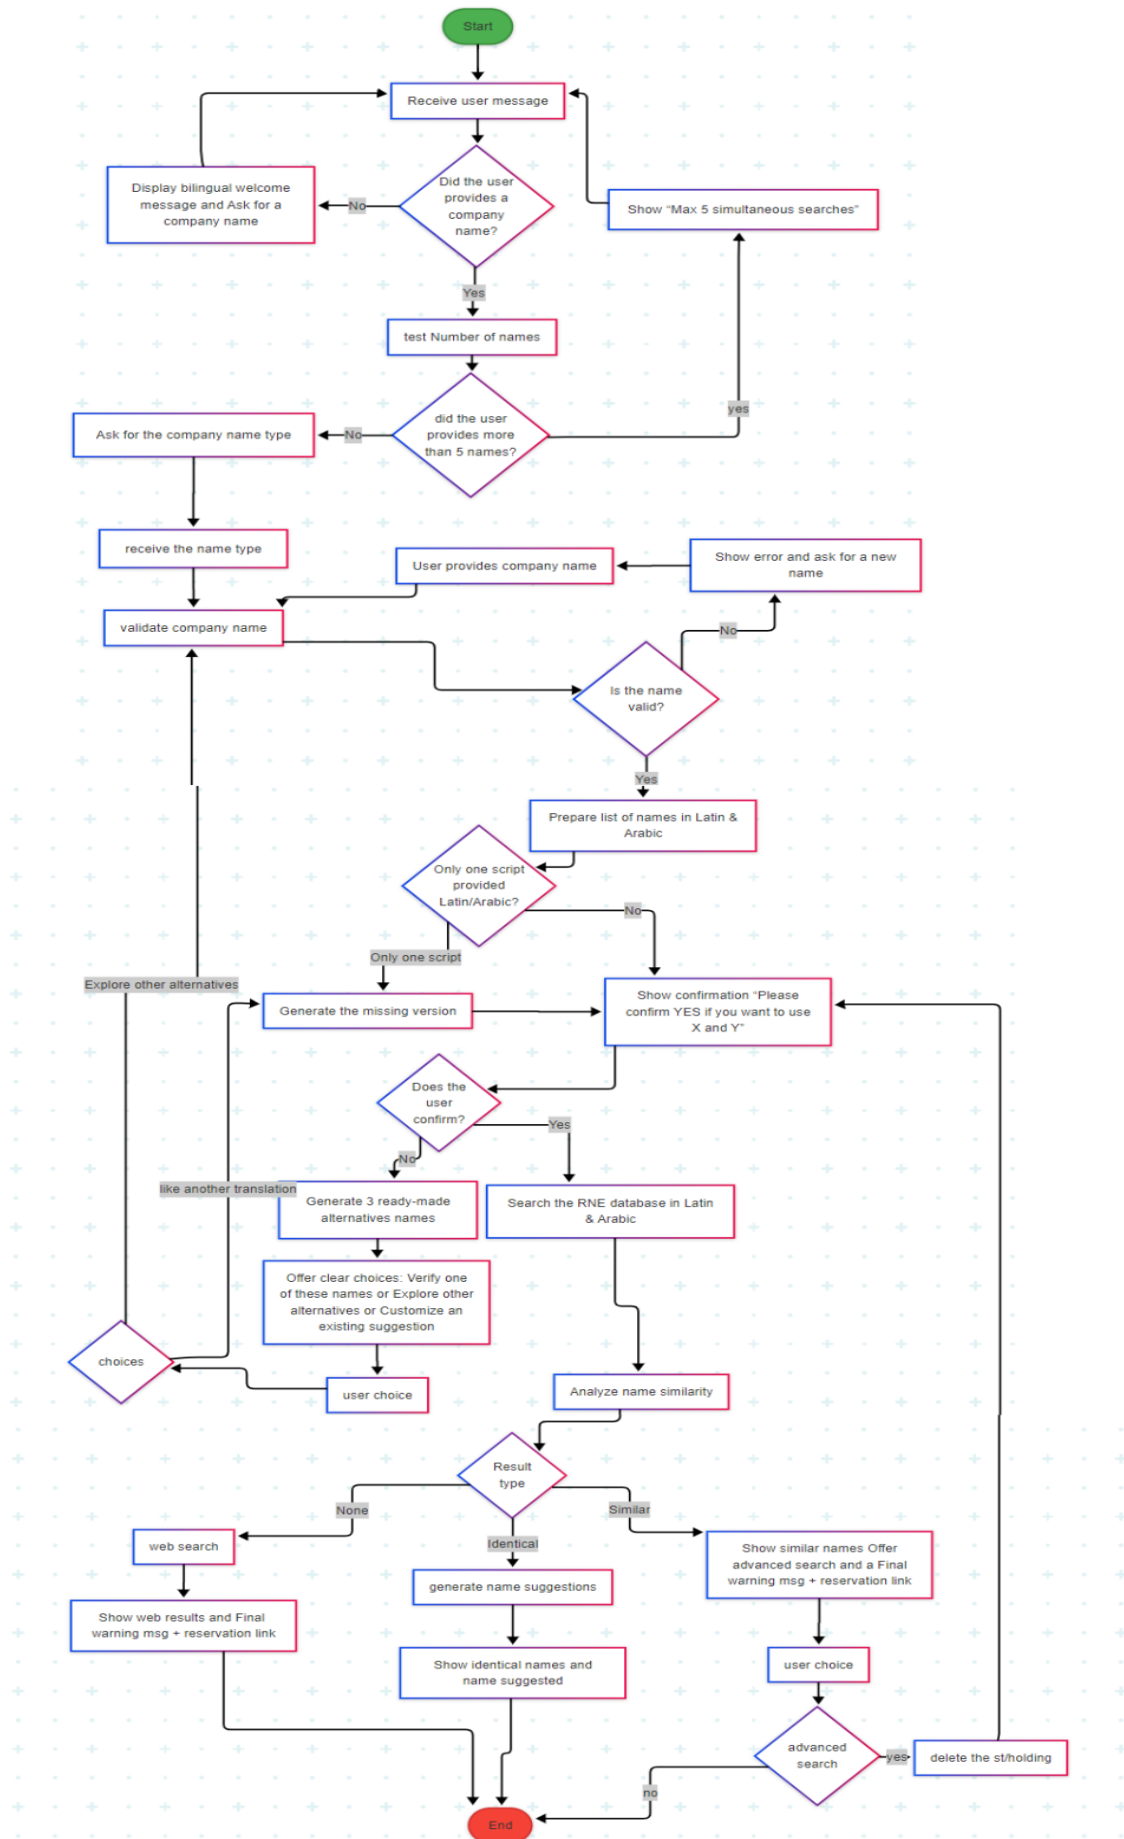 Start
Receive user message
Did the user
provides a
company
name?
No
Display bilingual welcome
message and Ask for a
company name
Show “Max 5 simultaneous searches”
Yes
test Number of names
did the user
provides more
than 5 names?
yes
No
Ask for the company name type
receive the name type
User provides company name
Show error and ask for a new
name
validate company name
No
Is the name
valid?
Yes
Prepare list of names in Latin &
Arabic
Only one script
provided
Latin/Arabic?
No
Only one script
Explore other alternatives
Generate the missing version
Show confirmation “Please
confirm YES if you want to use
X and Y”
Does the
user
confirm?
Yes
No
like another translation
Generate 3 ready-made
alternatives names
Search the RNE database in Latin
& Arabic
Offer clear choices: Verify one
of these names or Explore other
alternatives or Customize an
existing suggestion
choices
user choice
Analyze name similarity
Result
type
None
Similar
Identical
web search
Show similar names Offer
advanced search and a Final
warning msg + reservation link
generate name suggestions
Show web results and Final
warning msg + reservation link
Show identical names and
name suggested
user choice
advanced
search
yes
delete the st/holding
no
End